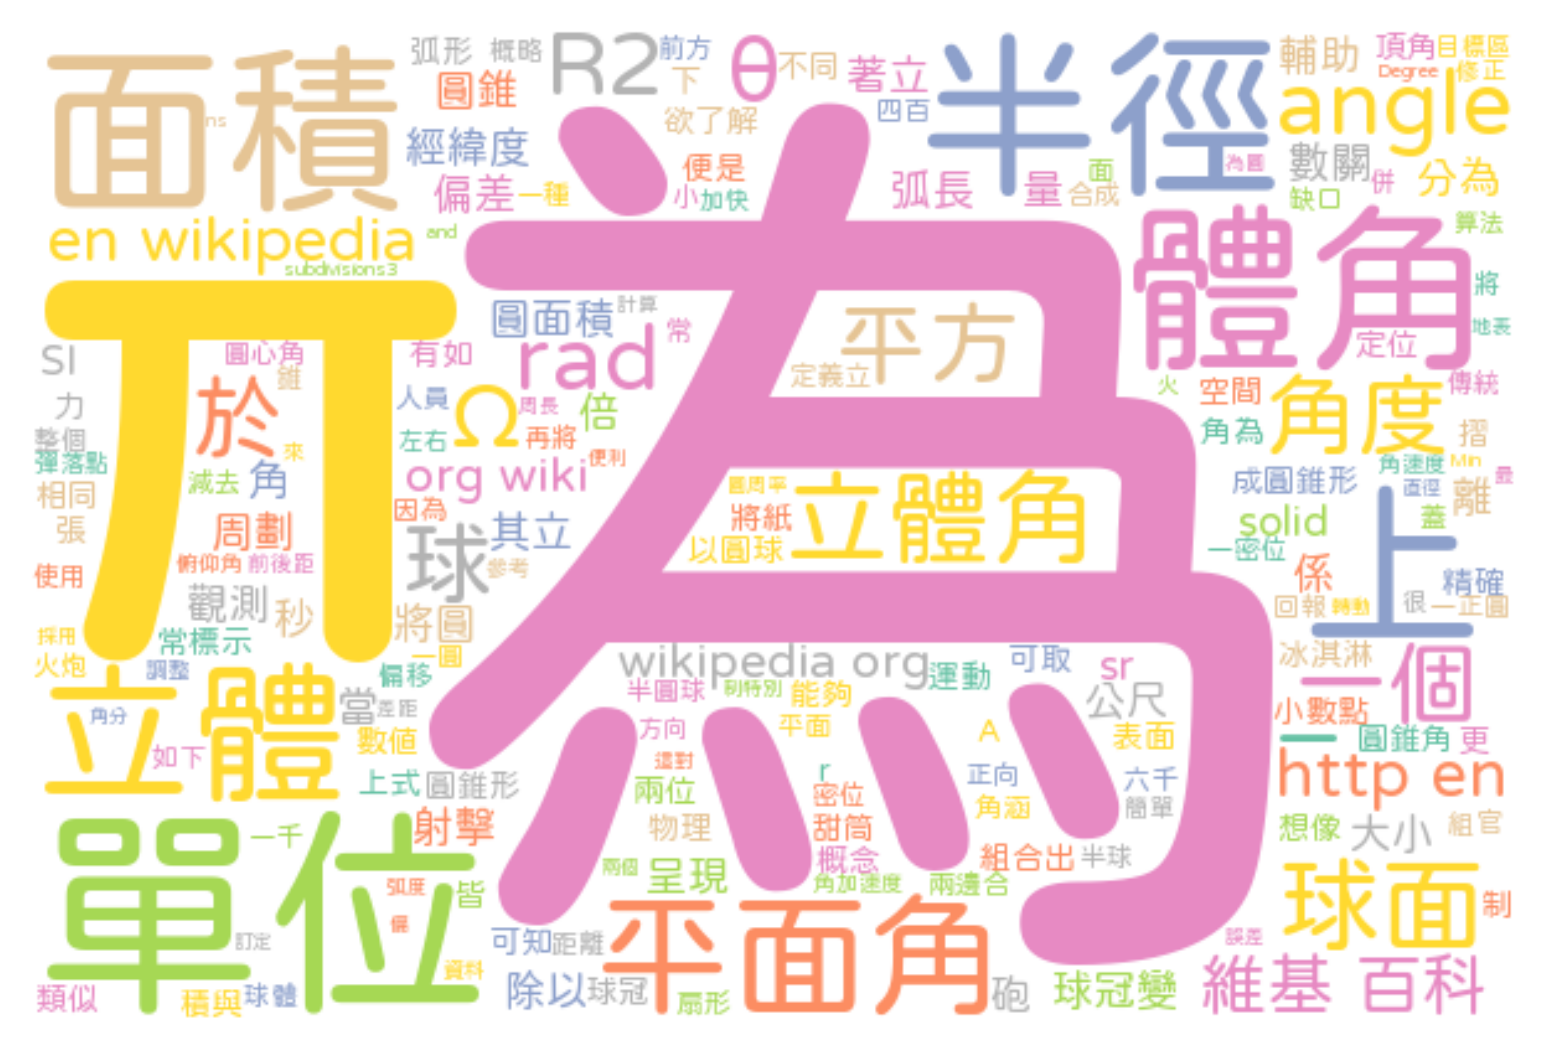 弧形 概略 R2 前方 θ 不同 著立 半徑 輔助 頂角 目標區
面積 圓錐 下 四百 Degree 修正
ns 經緯度 欲了解 angle
偏差 一種 便是 小 加快 弧長 量 面 合成 為圓 數關 併 缺口 分為
en wikipedia and 為 體角 算法
subdivisions3 將
π 圓面積 計算 平方 地表
SI 圓心角 有如 rad 常 定義立 定位
力 錐 人員 Ω 周長 倍 火 空間 角度 傳統
整個 於 左右 再將 角為 摺
彈落點 來 org wiki 便利 圓周平 立體角 角速度 Min 最
相同 減去 角 因為 將紙 成圓錐形 直徑 離
張 周劃 球 其立 以圓球 solid 蓋 上
俯仰角 前後距 參考 一密位
使用 觀測 秒 將圓 係 精確
採用 常標示 一圓 回報 轉動 很 一正圓
火炮 調整 偏移 wikipedia org 運動 可取 sr 冰淇淋 一個
立體 角分 當 差距 半圓球 例特別 能夠 公尺 小數點
如下 數值 方向 平面 A 表面 一 圓錐角 更
上式 圓錐形 這對 r 正向 六千 http en
單位 一千 射擊 兩位 密位 角涵 簡單
物理 甜筒 想像 大小 組官
弧度 皆 兩個 呈現 概念 角加速度 組合出 半球 兩邊合
偏 平面角 球面 制
訂定 可知 距離 誤差
類似 積與 球體 資料 除以 球冠 扇形 砲 球冠變 維基 百科